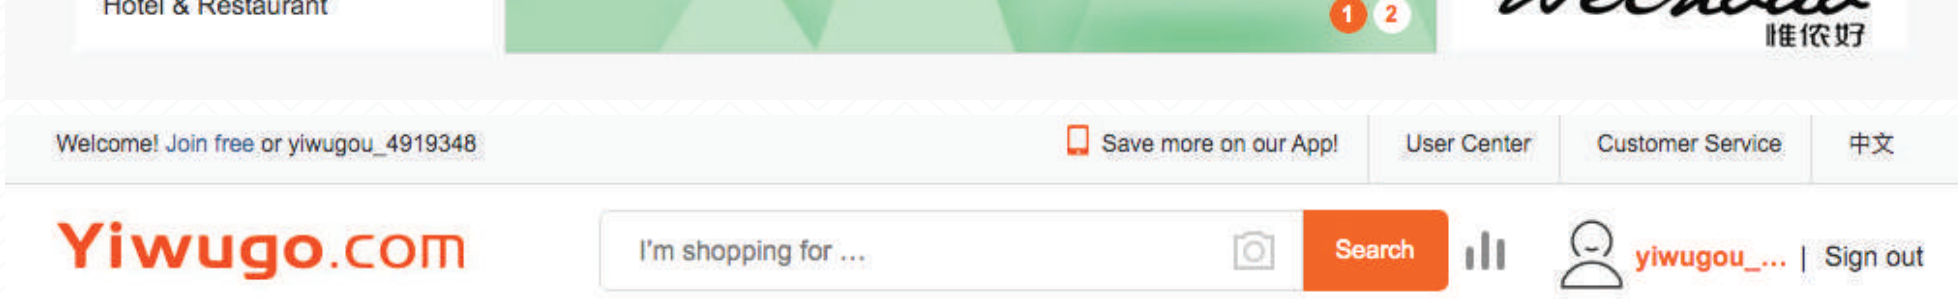 Hotel & Restaurant
1 2
惟侬好
Welcome! Join free or yiwugou_4919348
Save more on our App!
User Center
Customer Service
中文
Yiwugo.com
I'm shopping for ...
Search
yiwugou_... | Sign out